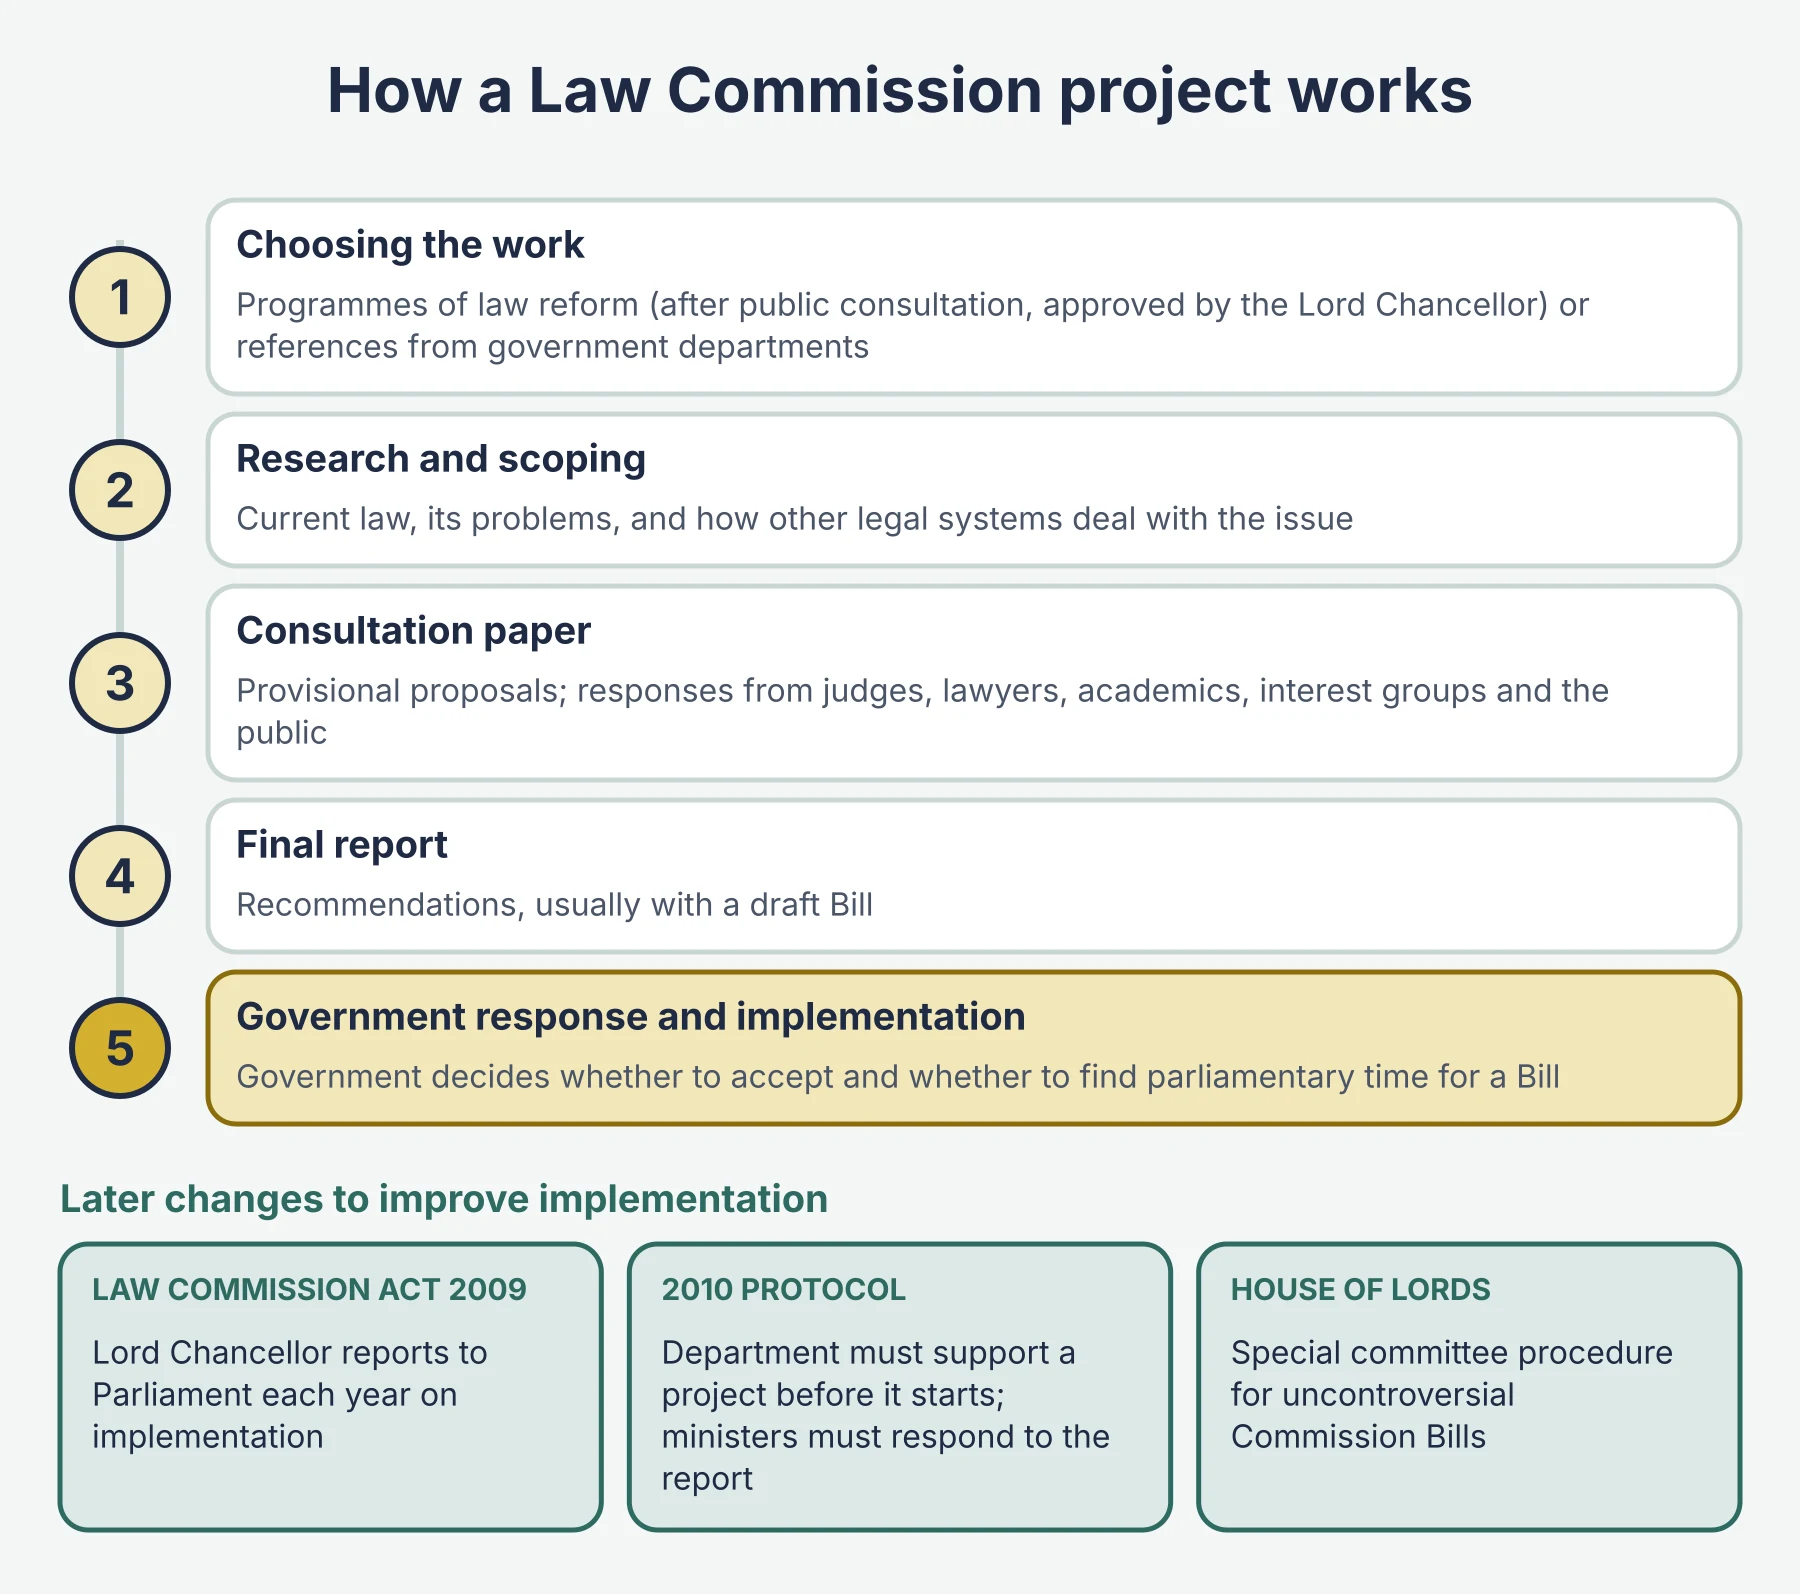 How a Law Commission project works
1
Choosing the work
Programmes of law reform (after public consultation, approved by the Lord Chancellor) or
references from government departments
2
Research and scoping
Current law, its problems, and how other legal systems deal with the issue
3
Consultation paper
Provisional proposals; responses from judges, lawyers, academics, interest groups and the
public
4
Final report
Recommendations, usually with a draft Bill
5
Government response and implementation
Government decides whether to accept and whether to find parliamentary time for a Bill
Later changes to improve implementation
LAW COMMISSION ACT 2009
Lord Chancellor reports to
Parliament each year on
implementation
2010 PROTOCOL
Department must support a
project before it starts;
ministers must respond to the
report
HOUSE OF LORDS
Special committee procedure
for uncontroversial
Commission Bills